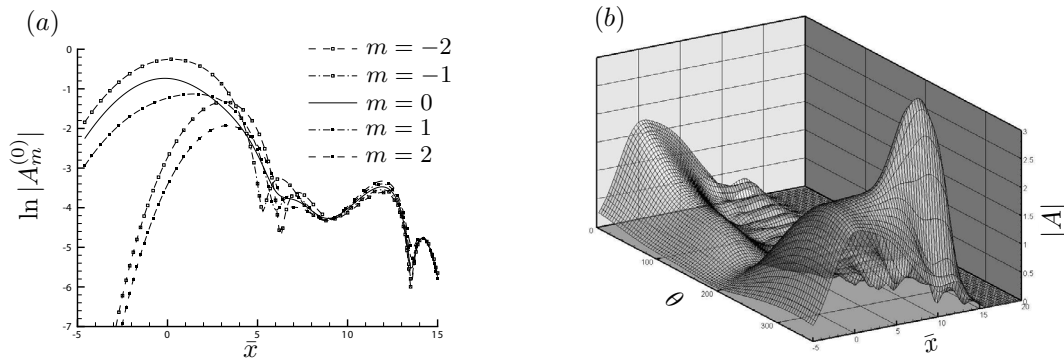 (a)
0
-1
-2
-3
-4
-5
-6
-7
ln |A_m^{(0)}|
-5
0
5
10
15
x̄
m = −2
m = −1
m = 0
m = 1
m = 2
(b)
0
100
200
300
θ
-5
0
5
10
15
20
x̄
3
2.5
2
1.5
1
0.5
0
|A|